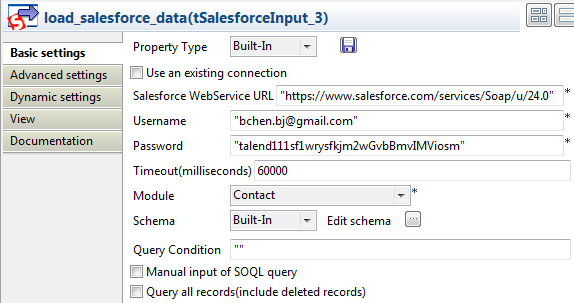 load_salesforce_data(tSalesforceInput_3)
Basic settings
Advanced settings
Dynamic settings
View
Documentation
Property Type Built-In
Use an existing connection
Salesforce WebService URL "https://www.salesforce.com/services/Soap/u/24.0" *
Username "bchen.bj@gmail.com" *
Password "talend111sf1wrysfkjm2wGvbBmvIMViosm" *
Timeout(milliseconds) 60000
Module Contact *
Schema Built-In Edit schema ...
Query Condition ""
Manual input of SOQL query
Query all records(include deleted records)